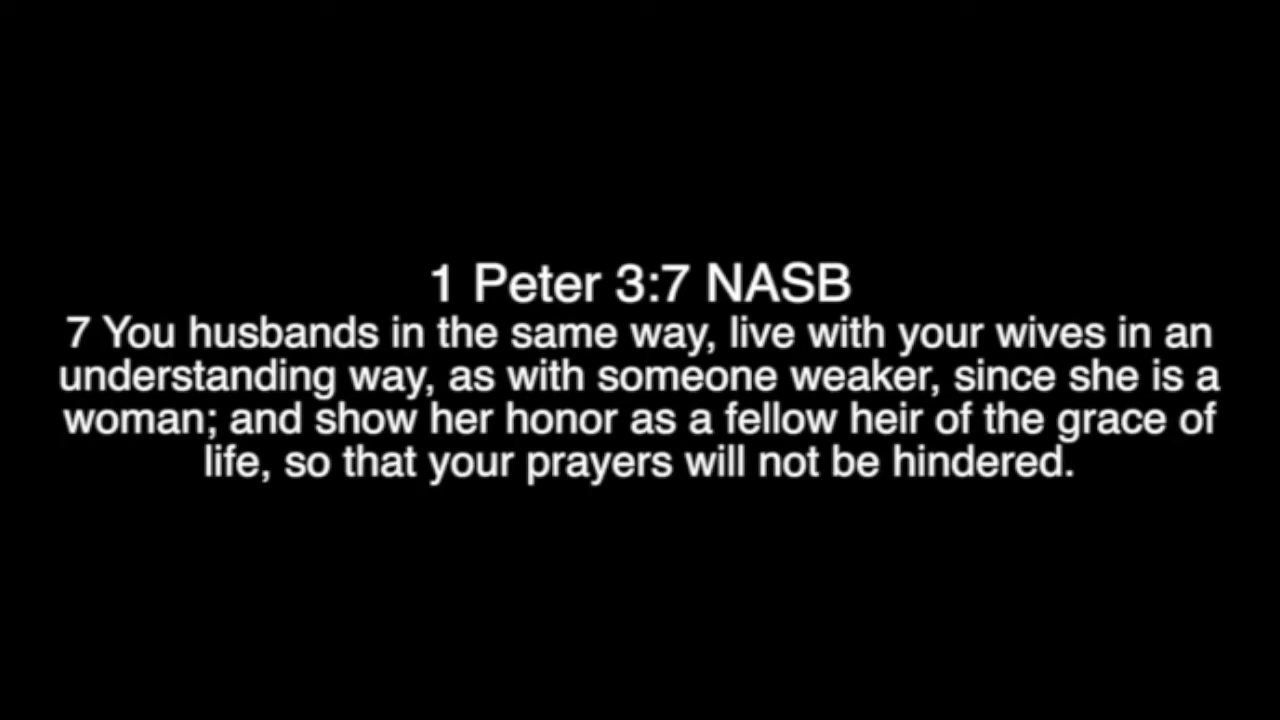 1 Peter 3:7 NASB
7 You husbands in the same way, live with your wives in an
understanding way, as with someone weaker, since she is a
woman; and show her honor as a fellow heir of the grace of
life, so that your prayers will not be hindered.